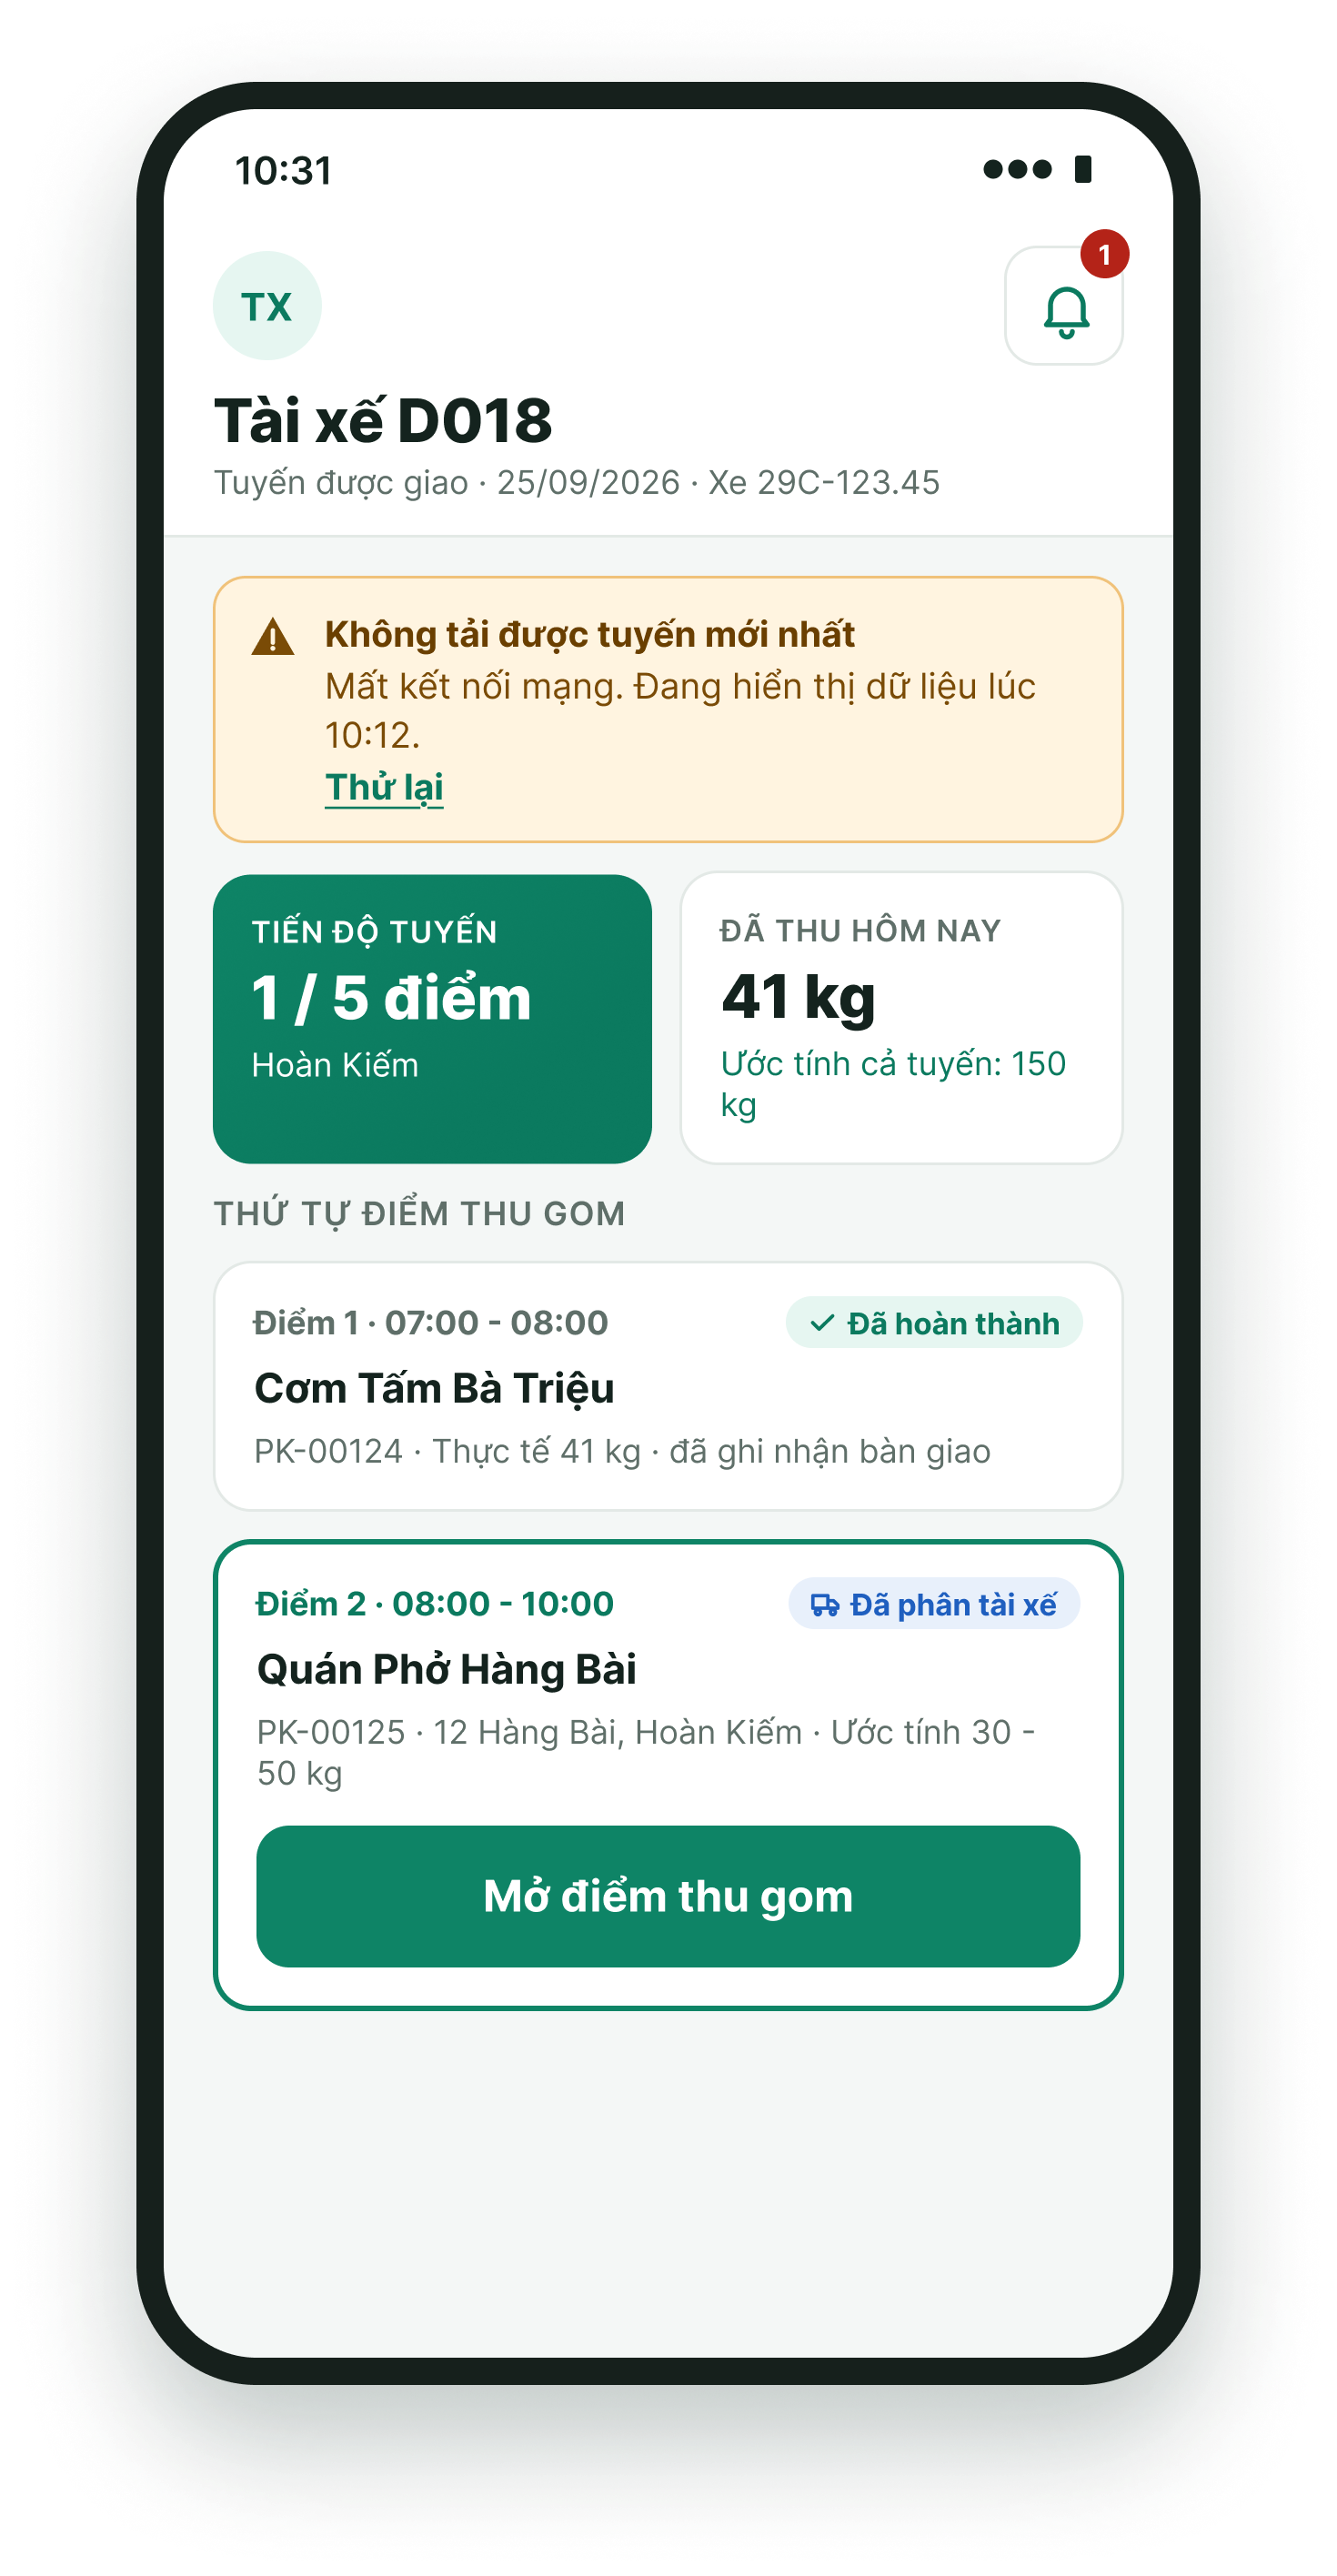 10:31
TX
1
Tài xế D018
Tuyến được giao · 25/09/2026 · Xe 29C-123.45
Không tải được tuyến mới nhất
Mất kết nối mạng. Đang hiển thị dữ liệu lúc
10:12.
Thử lại
TIẾN ĐỘ TUYẾN
1 / 5 điểm
Hoàn Kiếm
ĐÃ THU HÔM NAY
41 kg
Ước tính cả tuyến: 150
kg
THỨ TỰ ĐIỂM THU GOM
Điểm 1 · 07:00 - 08:00
Đã hoàn thành
Cơm Tấm Bà Triệu
PK-00124 · Thực tế 41 kg · đã ghi nhận bàn giao
Điểm 2 · 08:00 - 10:00
Đã phân tài xế
Quán Phở Hàng Bài
PK-00125 · 12 Hàng Bài, Hoàn Kiếm · Ước tính 30 -
50 kg
Mở điểm thu gom